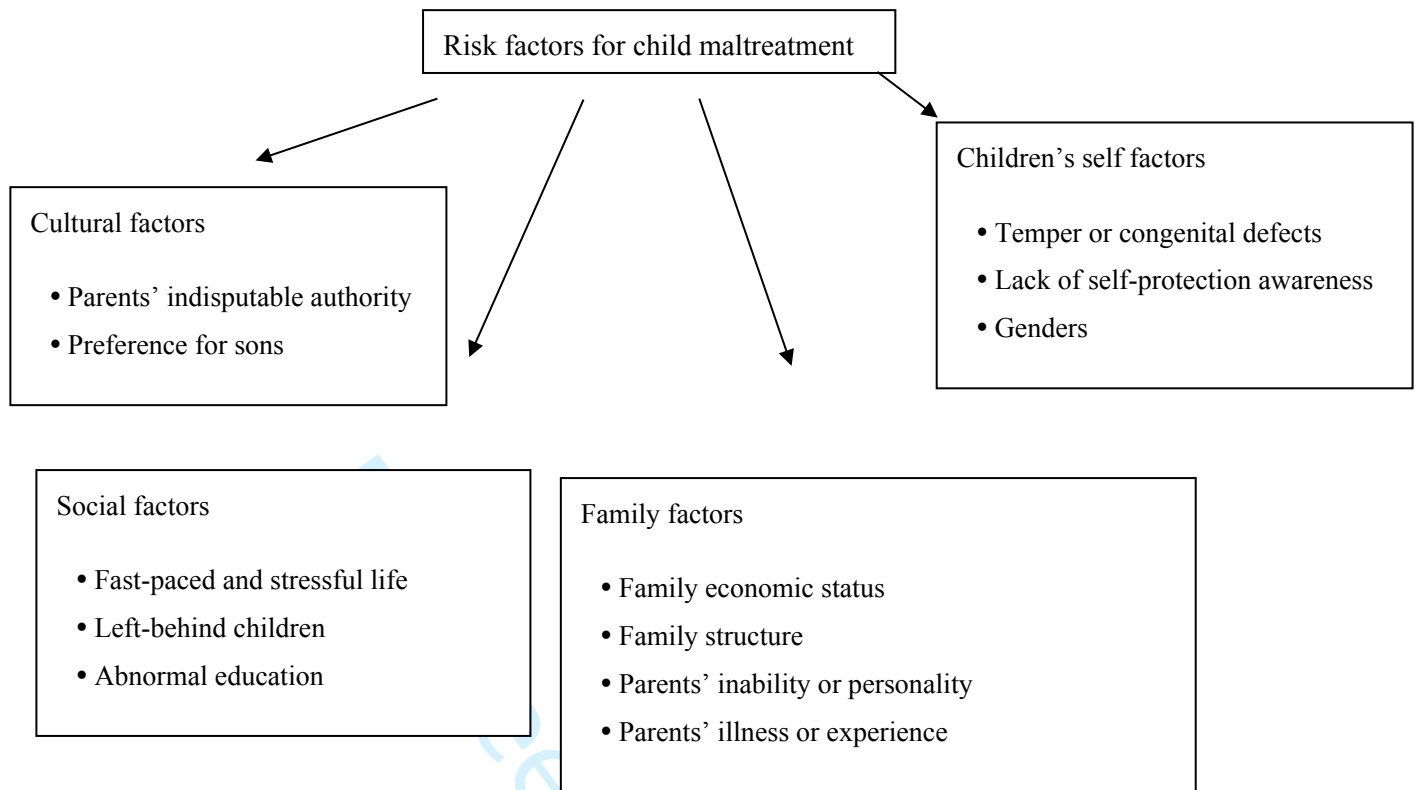 Risk factors for child maltreatment
Cultural factors
• Parents’ indisputable authority
• Preference for sons
Children’s self factors
• Temper or congenital defects
• Lack of self-protection awareness
• Genders
Social factors
• Fast-paced and stressful life
• Left-behind children
• Abnormal education
Family factors
• Family economic status
• Family structure
• Parents’ inability or personality
• Parents’ illness or experience